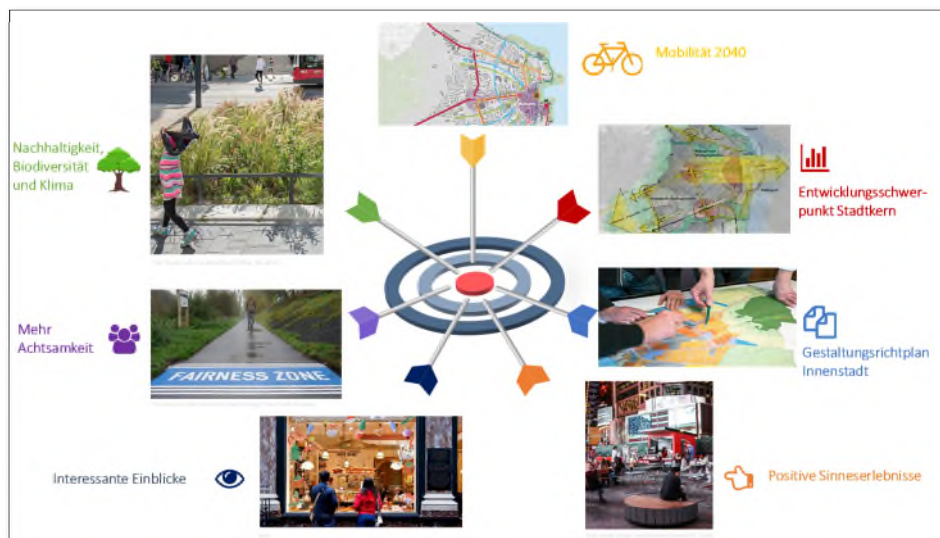 Mobilität 2040
Nachhaltigkeit,
Biodiversität
und Klima
Entwicklungsschwer-
punkt Stadtkern
Mehr
Achtsamkeit
FAIRNESS ZONE
Gestaltungsrichtplan
Innenstadt
Interessante Einblicke
Positive Sinneserlebnisse